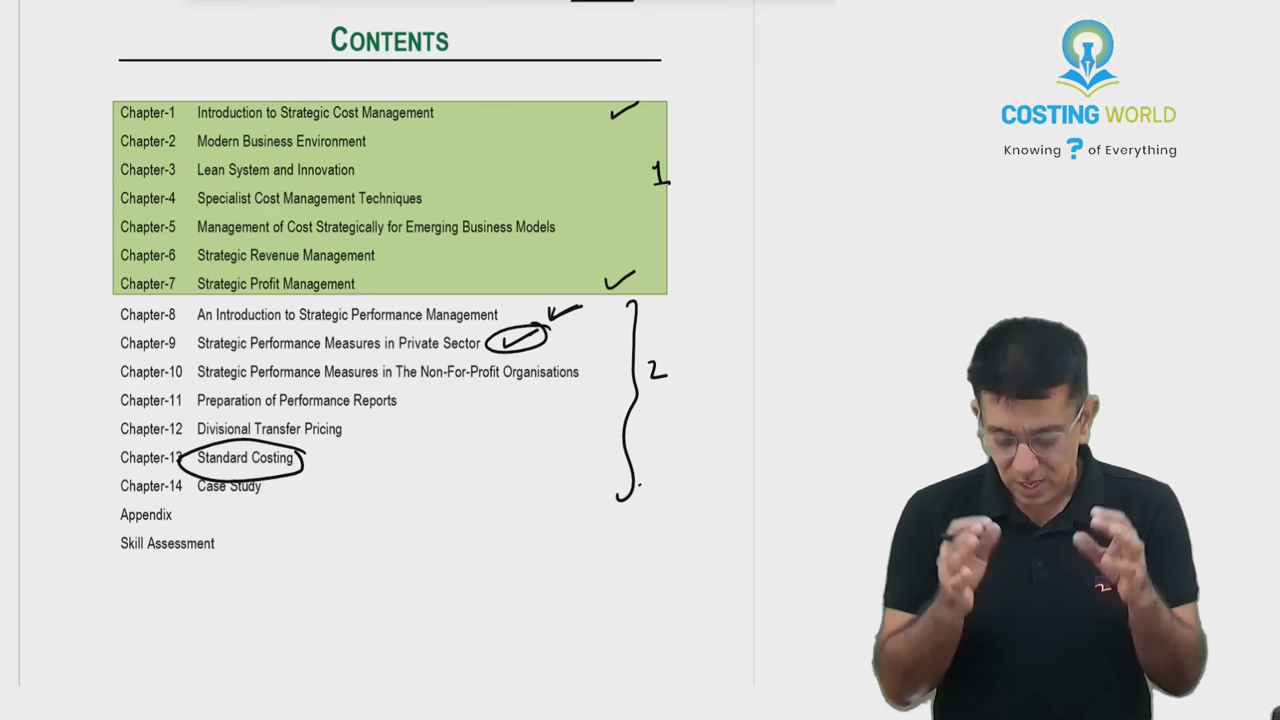 CONTENTS
Chapter-1 Introduction to Strategic Cost Management
Chapter-2 Modern Business Environment
Chapter-3 Lean System and Innovation
Chapter-4 Specialist Cost Management Techniques
Chapter-5 Management of Cost Strategically for Emerging Business Models
Chapter-6 Strategic Revenue Management
Chapter-7 Strategic Profit Management
1
Chapter-8 An Introduction to Strategic Performance Management
Chapter-9 Strategic Performance Measures in Private Sector
Chapter-10 Strategic Performance Measures in The Non-For-Profit Organisations
Chapter-11 Preparation of Performance Reports
Chapter-12 Divisional Transfer Pricing
Chapter-13 Standard Costing
Chapter-14 Case Study
2
Appendix
Skill Assessment
COSTING WORLD
Knowing ? of Everything